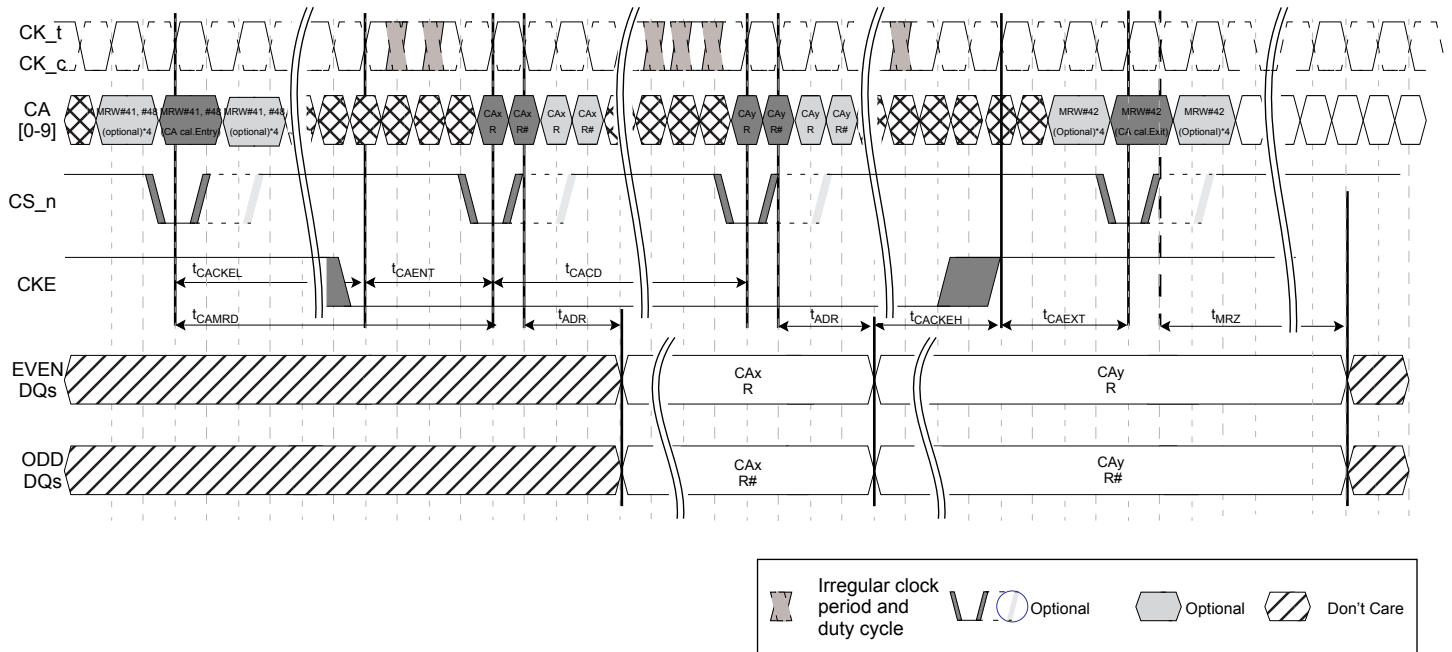 CK_t
CK_c
CA
[0-9]
MRW#41, #48
(optional)*4
MRW#41, #48
(CA cal.Entry)
MRW#41, #48
(optional)*4
CAx
R
CAx
R#
CAx
R
CAx
R#
CAy
R
CAy
R#
CAy
R
CAy
R#
MRW#42
(Optional)*4
MRW#42
(CA cal.Exit)
MRW#42
(Optional)*4
CS_n
CKE
tCACKEL
tCAENT
tCACD
tCAMRD
tADR
tADR
tCACKEH
tCAEXT
tMRZ
EVEN
DQs
CAx
R
CAy
R
ODD
DQs
CAx
R#
CAy
R#
Irregular clock
period and
duty cycle
Optional
Optional
Don't Care